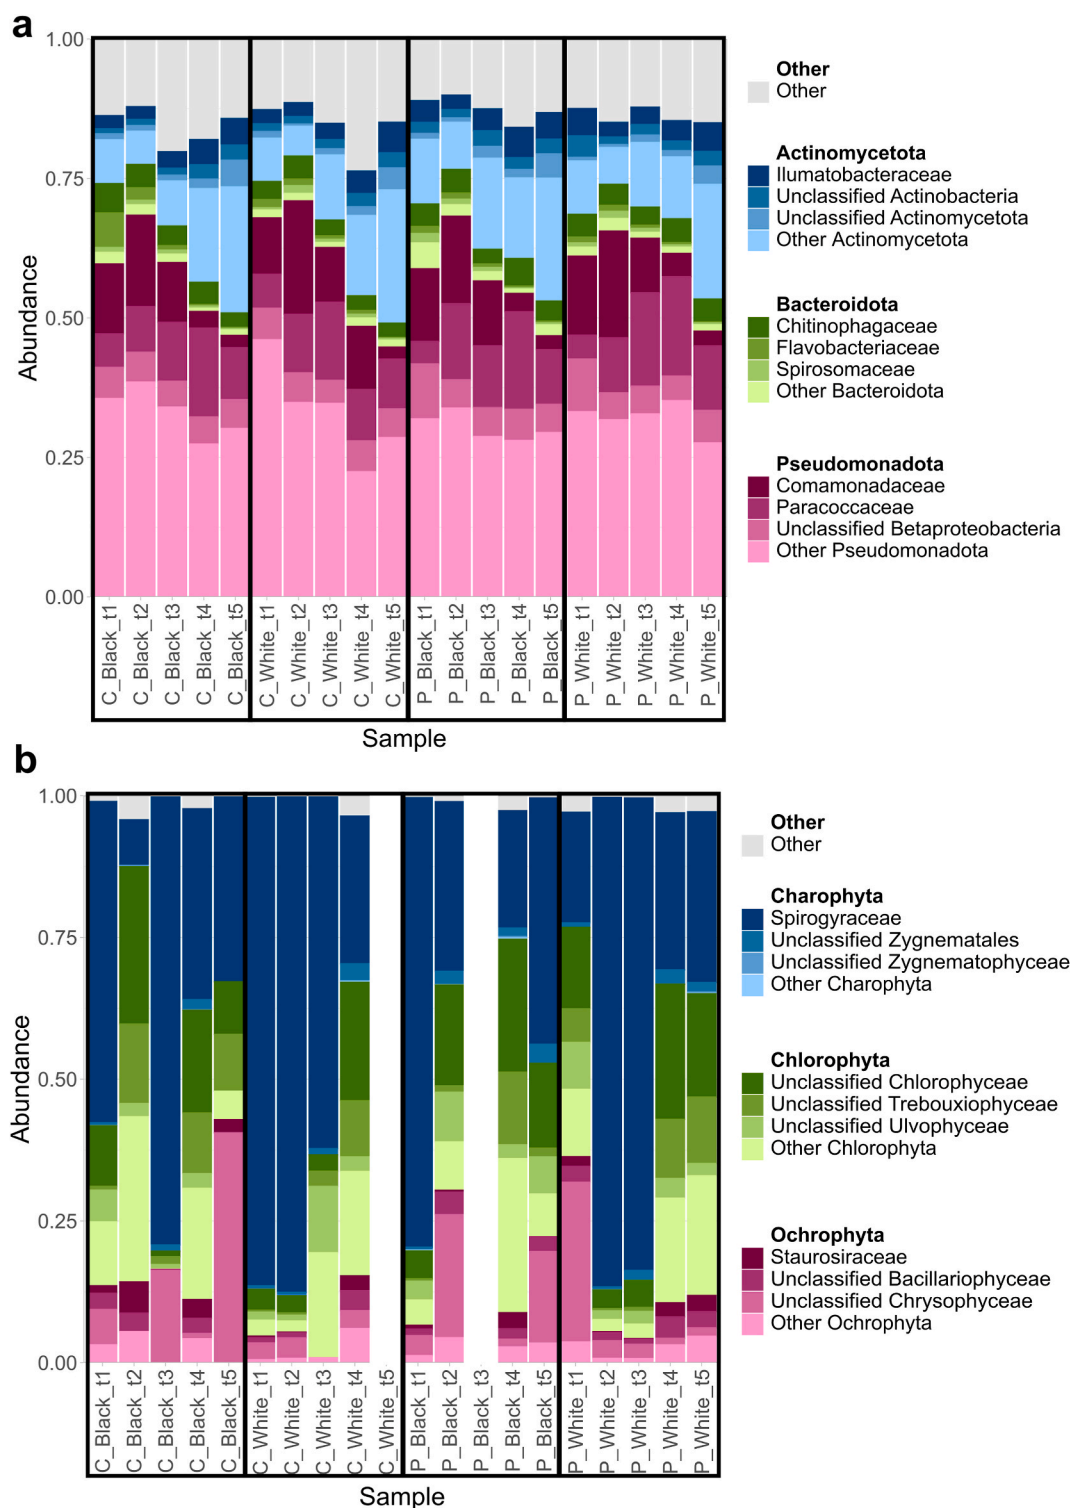 a
1.00
0.75
0.50
0.25
0.00
Abundance
C_Black_t1
C_Black_t2
C_Black_t3
C_Black_t4
C_Black_t5
C_White_t1
C_White_t2
C_White_t3
C_White_t4
C_White_t5
P_Black_t1
P_Black_t2
P_Black_t3
P_Black_t4
P_Black_t5
P_White_t1
P_White_t2
P_White_t3
P_White_t4
P_White_t5
Sample
Other
Other
Actinomycetota
Ilumatobacteraceae
Unclassified Actinobacteria
Unclassified Actinomycetota
Other Actinomycetota
Bacteroidota
Chitinophagaceae
Flavobacteriaceae
Spirosomaceae
Other Bacteroidota
Pseudomonadota
Comamonadaceae
Paracoccaceae
Unclassified Betaproteobacteria
Other Pseudomonadota
b
1.00
0.75
0.50
0.25
0.00
Abundance
C_Black_t1
C_Black_t2
C_Black_t3
C_Black_t4
C_Black_t5
C_White_t1
C_White_t2
C_White_t3
C_White_t4
C_White_t5
P_Black_t1
P_Black_t2
P_Black_t3
P_Black_t4
P_Black_t5
P_White_t1
P_White_t2
P_White_t3
P_White_t4
P_White_t5
Sample
Other
Other
Charophyta
Spirogyraceae
Unclassified Zygnematales
Unclassified Zygnematophyceae
Other Charophyta
Chlorophyta
Unclassified Chlorophyceae
Unclassified Trebouxiophyceae
Unclassified Ulvophyceae
Other Chlorophyta
Ochrophyta
Staurosiraceae
Unclassified Bacillariophyceae
Unclassified Chrysophyceae
Other Ochrophyta